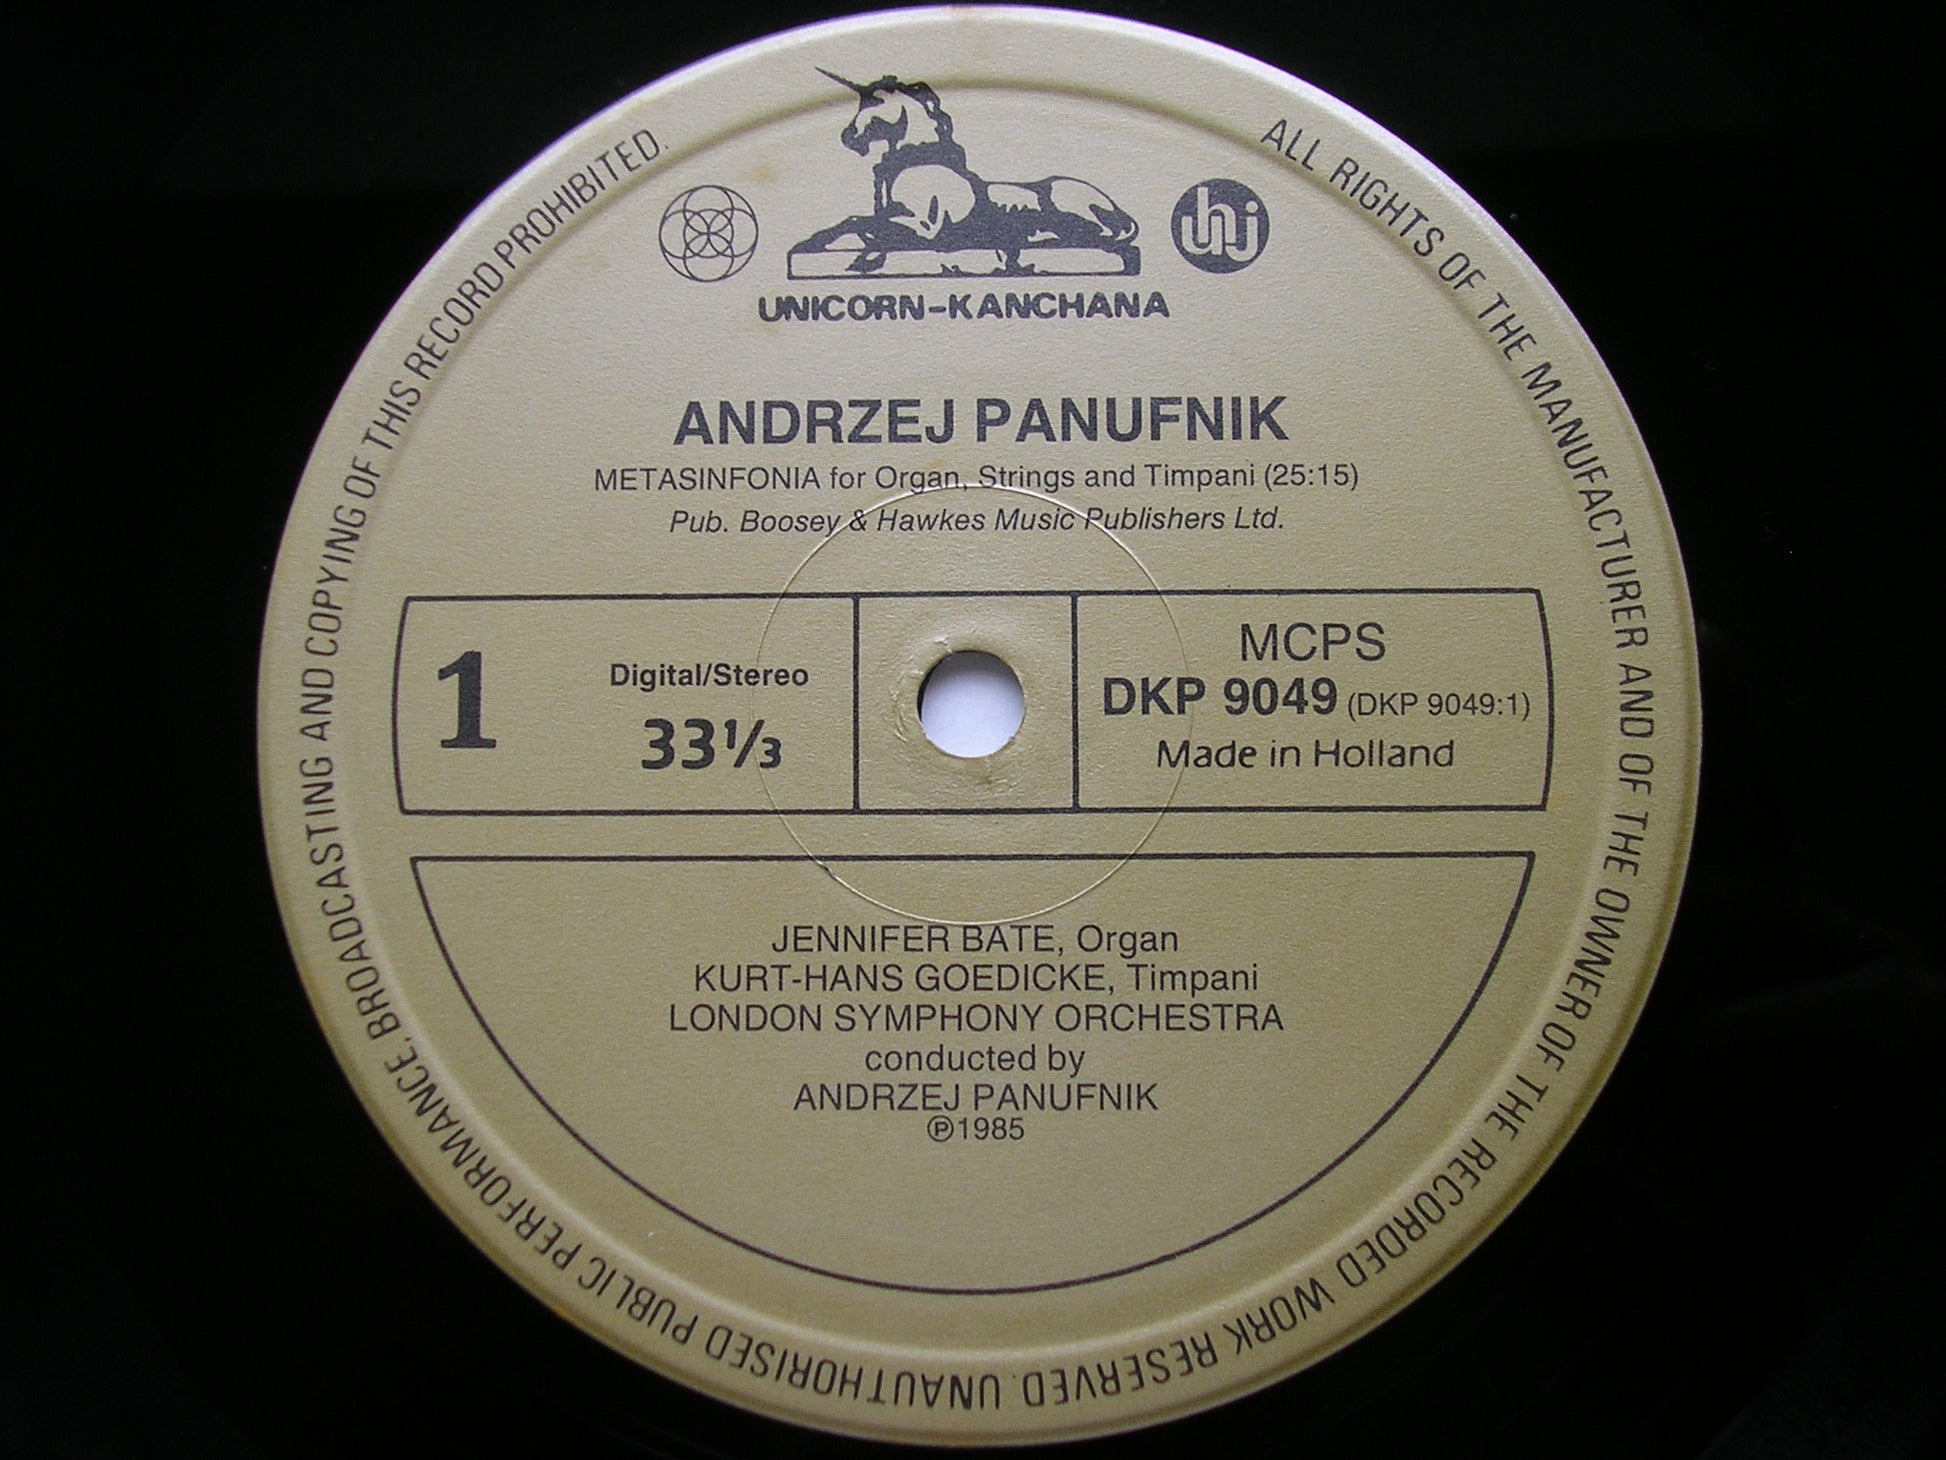 uhj
UNICORN-KANCHANA
ANDRZEJ PANUFNIK
METASINFONIA for Organ, Strings and Timpani (25:15)
Pub. Boosey & Hawkes Music Publishers Ltd.
1
Digital/Stereo
33⅓
MCPS
DKP 9049 (DKP 9049:1)
Made in Holland
JENNIFER BATE, Organ
KURT-HANS GOEDICKE, Timpani
LONDON SYMPHONY ORCHESTRA
conducted by
ANDRZEJ PANUFNIK
℗1985
ALL RIGHTS OF THE MANUFACTURER AND OF THE OWNER OF THE RECORDED WORK RESERVED. UNAUTHORISED PUBLIC PERFORMANCE, BROADCASTING AND COPYING OF THIS RECORD PROHIBITED.